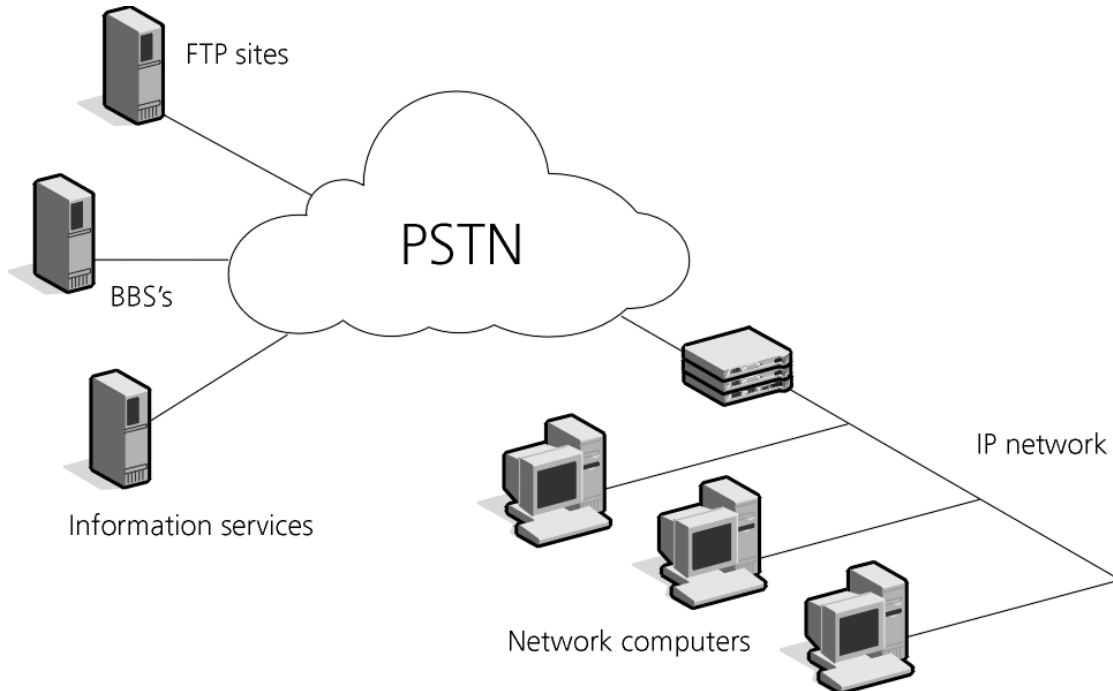 FTP sites
PSTN
BBS's
IP network
Information services
Network computers